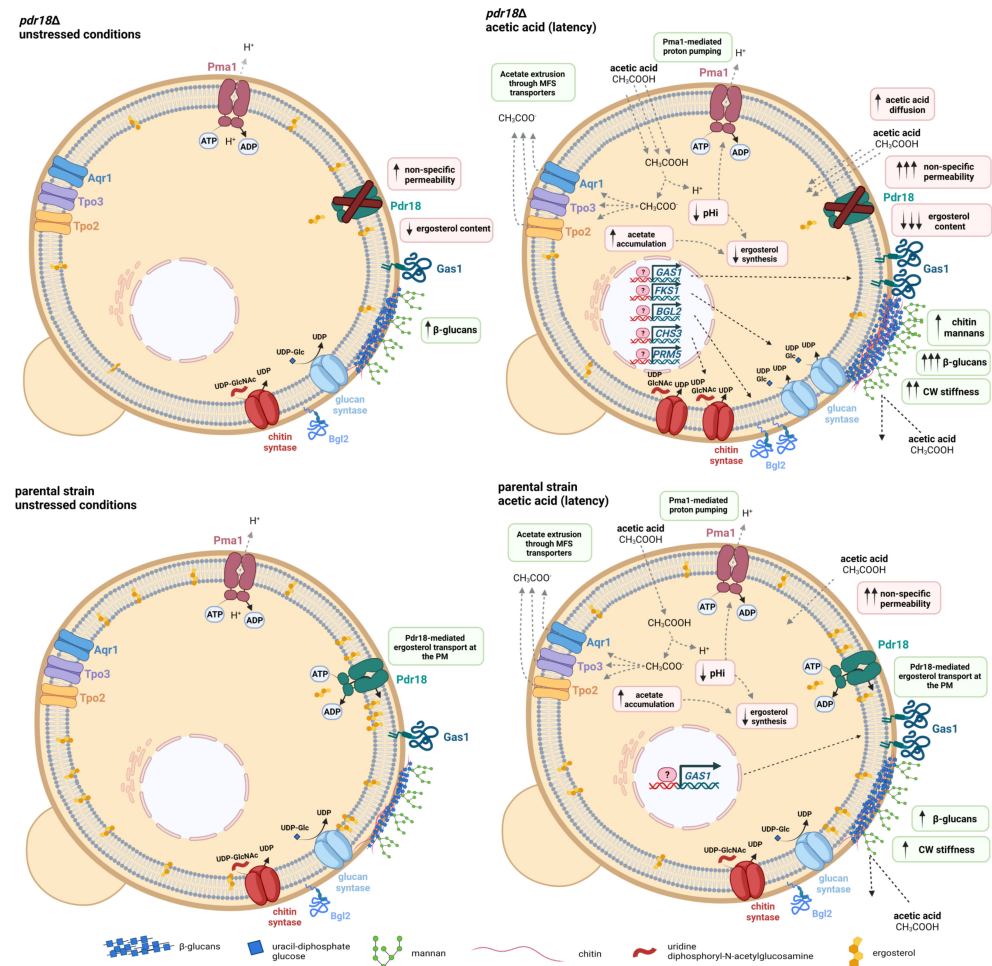 pdr18Δ
unstressed conditions
H⁺
Pma1
ATP
H⁺
ADP
Aqr1
Tpo3
Tpo2
↑ non-specific
permeability
Pdr18
↓ ergosterol content
Gas1
↑ β-glucans
UDP
UDP-Glc
UDP-GlcNAc
UDP
glucan
syntase
chitin
syntase
Bgl2
pdr18Δ
acetic acid (latency)
Pma1-mediated
proton pumping
H⁺
Acetate extrusion
through MFS
transporters
acetic acid
CH₃COOH
Pma1
CH₃COO⁻
ATP
ADP
↑ acetic acid
diffusion
acetic acid
CH₃COOH
CH₃COOH
Aqr1
Tpo3
Tpo2
H⁺
CH₃COO⁻
↓ pHi
↑↑↑ non-specific
permeability
Pdr18
↓↓↓ ergosterol
content
↑ acetate
accumulation
↓ ergosterol
synthesis
Gas1
? GAS1
? FKS1
? BGL2
? CHS3
? PRM5
↑ chitin
mannans
↑↑↑ β-glucans
↑↑ CW stiffness
UDP
Glc
UDP
UDP
Glc
UDP
UDP
GlcNAc
UDP
UDP
GlcNAc
UDP
glucan
syntase
chitin
syntase
Bgl2
acetic acid
CH₃COOH
parental strain
unstressed conditions
H⁺
Pma1
ATP
H⁺
ADP
Aqr1
Tpo3
Tpo2
Pdr18-mediated
ergosterol transport at
the PM
ATP
ADP
Pdr18
Gas1
UDP
UDP-Glc
UDP-GlcNAc
UDP
glucan
syntase
chitin
syntase
Bgl2
parental strain
acetic acid (latency)
Pma1-mediated
proton pumping
H⁺
Acetate extrusion
through MFS
transporters
acetic acid
CH₃COOH
Pma1
CH₃COO⁻
ATP
ADP
acetic acid
CH₃COOH
↑↑ non-specific
permeability
CH₃COOH
Aqr1
Tpo3
Tpo2
H⁺
CH₃COO⁻
↓ pHi
ATP
ADP
Pdr18
Pdr18-mediated
ergosterol transport at
the PM
↑ acetate
accumulation
↓ ergosterol
synthesis
Gas1
? GAS1
↑ β-glucans
↑ CW stiffness
UDP
UDP-Glc
UDP-GlcNAc
UDP
glucan
syntase
chitin
syntase
Bgl2
acetic acid
CH₃COOH
β-glucans
uracil-diphosphate
glucose
mannan
chitin
uridine
diphosphoryl-N-acetylglucosamine
ergosterol